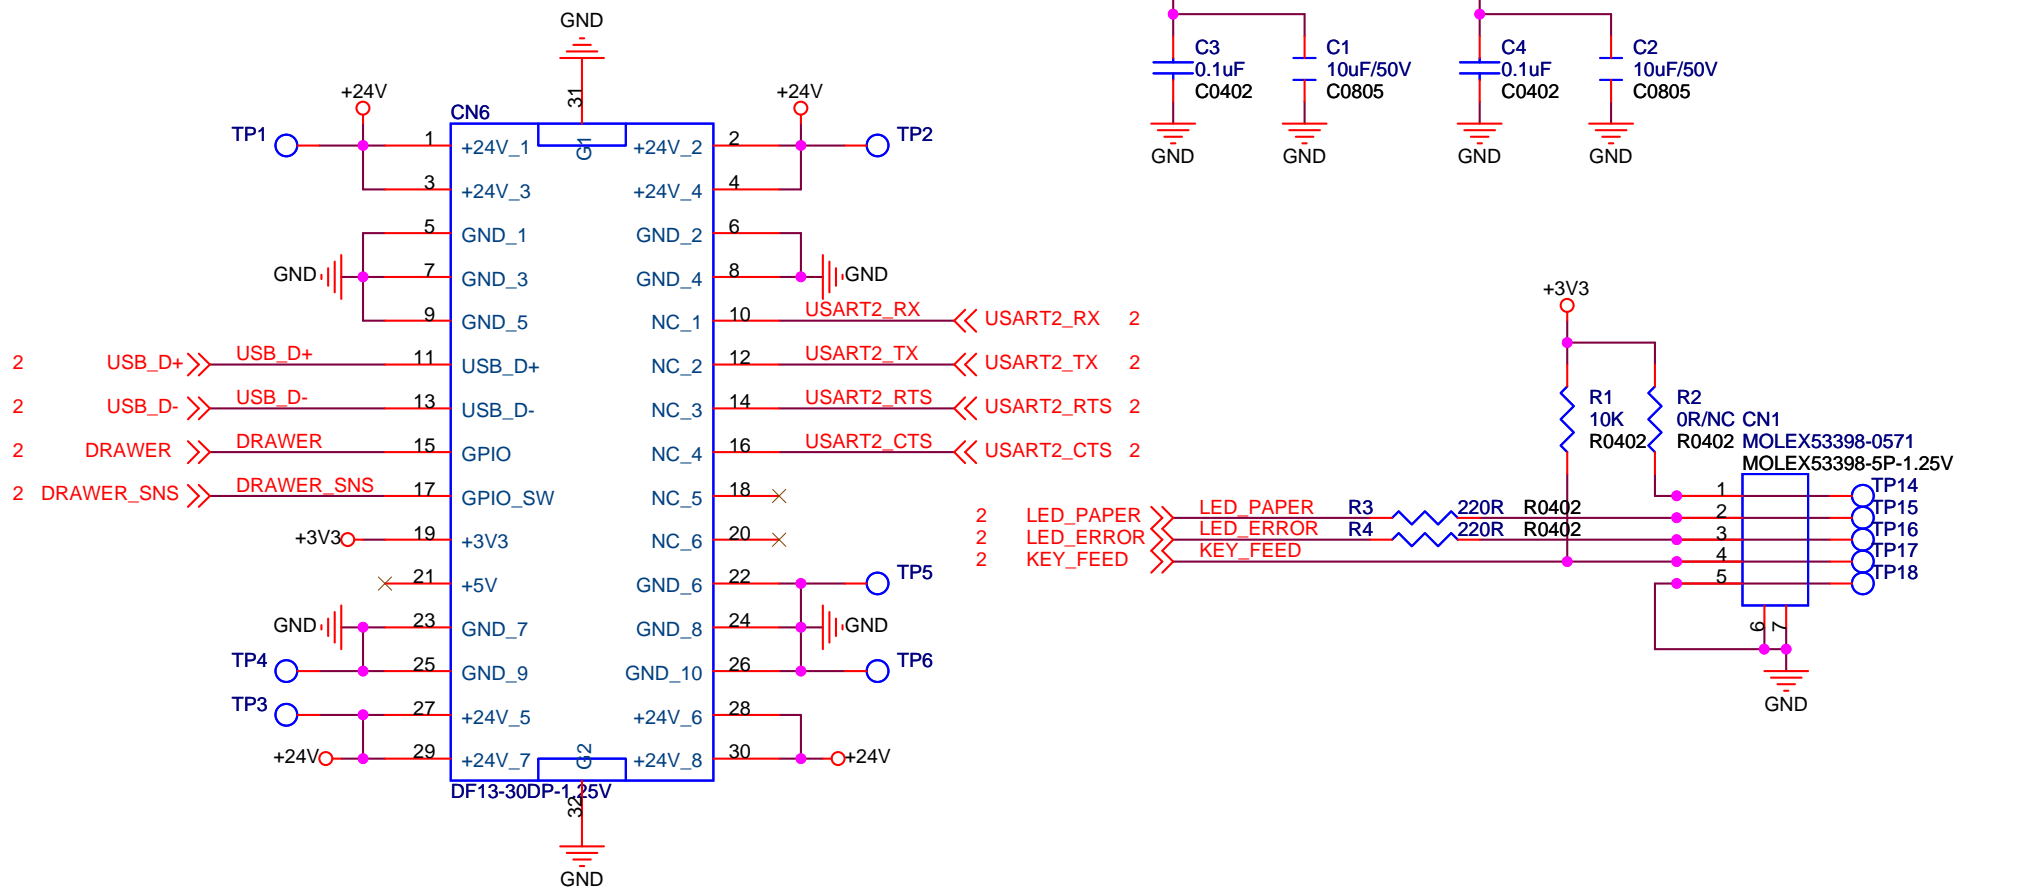 GND
31
+24V
+24V
CN6
TP1
TP2
1
+24V_1
G1
+24V_2
2
3
+24V_3
+24V_4
4
5
GND_1
GND_2
6
GND
7
GND_3
GND_4
8
GND
9
GND_5
NC_1
10
USART2_RX
USART2_RX 2
2 USB_D+
USB_D+
11
USB_D+
NC_2
12
USART2_TX
USART2_TX 2
2 USB_D-
USB_D-
13
USB_D-
NC_3
14
USART2_RTS
USART2_RTS 2
2 DRAWER
DRAWER
15
GPIO
NC_4
16
USART2_CTS
USART2_CTS 2
2 DRAWER_SNS
DRAWER_SNS
17
GPIO_SW
NC_5
18
+3V3
19
+3V3
NC_6
20
21
+5V
GND_6
22
TP5
GND
23
GND_7
GND_8
24
GND
TP4
25
GND_9
GND_10
26
TP6
TP3
27
+24V_5
+24V_6
28
+24V
29
+24V_7
G2
+24V_8
30
+24V
DF13-30DP-1.25V
32
GND
C3
0.1uF
C0402
GND
C1
10uF/50V
C0805
GND
C4
0.1uF
C0402
GND
C2
10uF/50V
C0805
GND
+3V3
R1
10K
R0402
R2
0R/NC
R0402
CN1
MOLEX53398-0571
MOLEX53398-5P-1.25V
1
TP14
2 LED_PAPER
LED_PAPER
R3
220R
R0402
2
TP15
2 LED_ERROR
LED_ERROR
R4
220R
R0402
3
TP16
2 KEY_FEED
KEY_FEED
4
TP17
5
TP18
6
7
GND